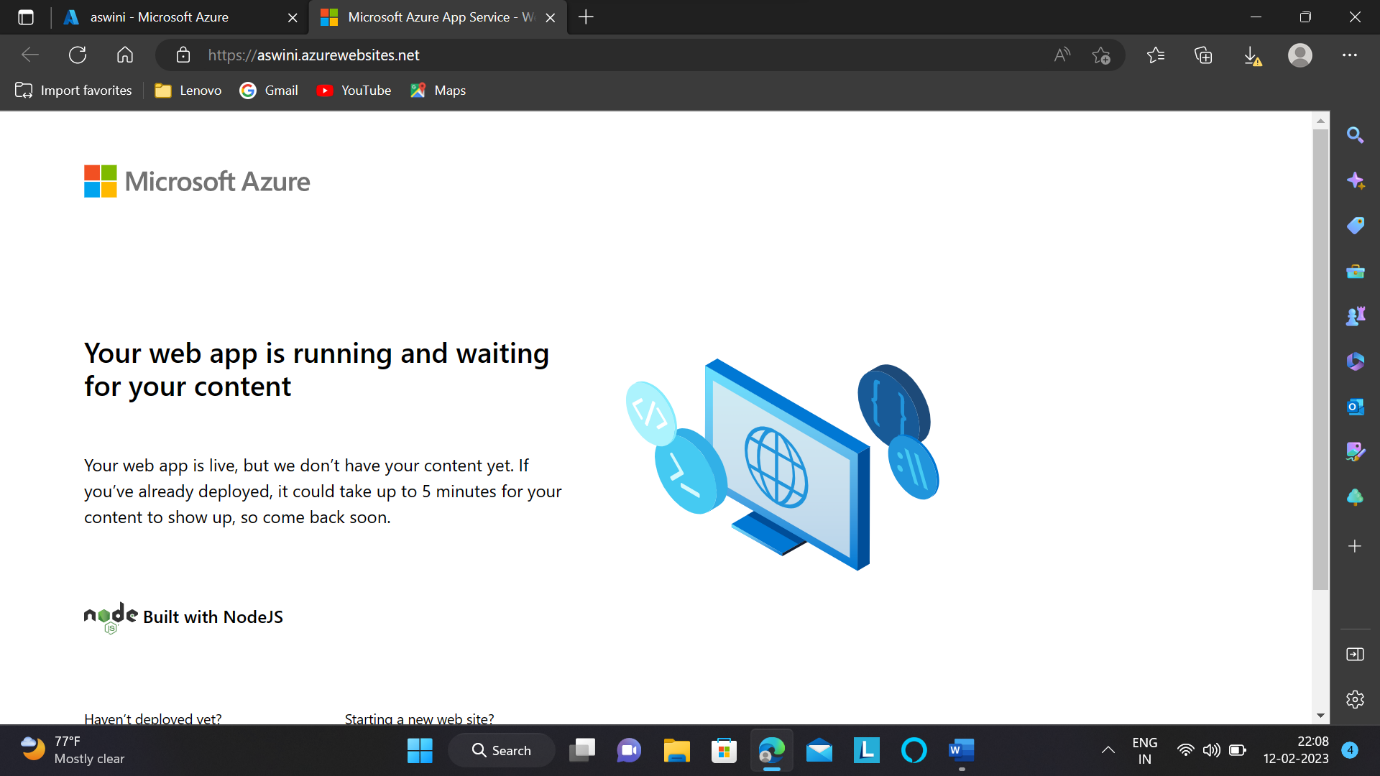 aswini - Microsoft Azure
Microsoft Azure App Service - W
https://aswini.azurewebsites.net
Import favorites
Lenovo
Gmail
YouTube
Maps
Microsoft Azure
Your web app is running and waiting
for your content
Your web app is live, but we don’t have your content yet. If
you’ve already deployed, it could take up to 5 minutes for your
content to show up, so come back soon.
node
JS
Built with NodeJS
Haven’t deployed yet?
Starting a new web site?
77°F
Mostly clear
Search
ENG
IN
22:08
12-02-2023
4